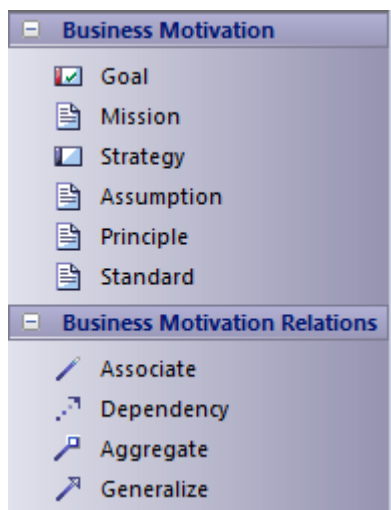 Business Motivation
Goal
Mission
Strategy
Assumption
Principle
Standard
Business Motivation Relations
Associate
Dependency
Aggregate
Generalize